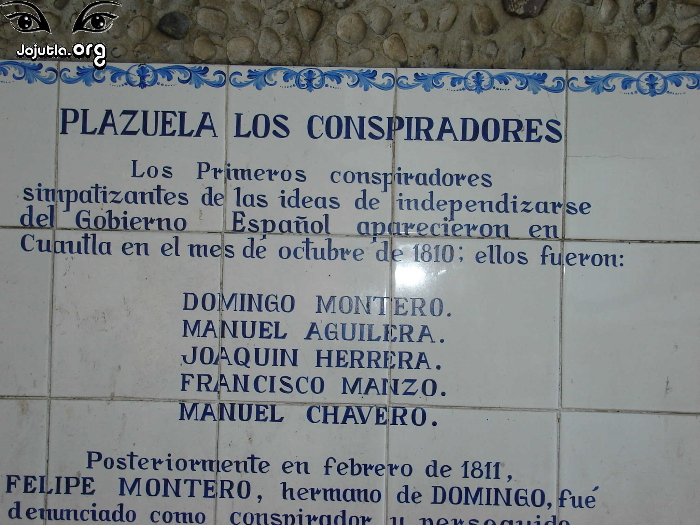 Jojutla.org
PLAZUELA LOS CONSPIRADORES
Los Primeros conspiradores
simpatizantes de las ideas de independizarse
del Gobierno Español aparecieron en
Cuautla en el mes de octubre de 1810; ellos fueron:
DOMINGO MONTERO.
MANUEL AGUILERA.
JOAQUIN HERRERA.
FRANCISCO MANZO.
MANUEL CHAVERO.
Posteriormente en febrero de 1811,
FELIPE MONTERO, hermano de DOMINGO, fué
denunciado como conspirador y perseguido